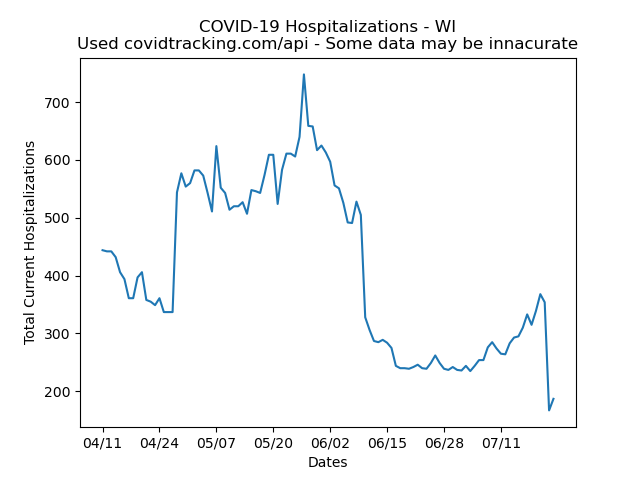 COVID-19 Hospitalizations - WI
Used covidtracking.com/api - Some data may be innacurate
Total Current Hospitalizations
700
600
500
400
300
200
04/11 04/24 05/07 05/20 06/02 06/15 06/28 07/11
Dates